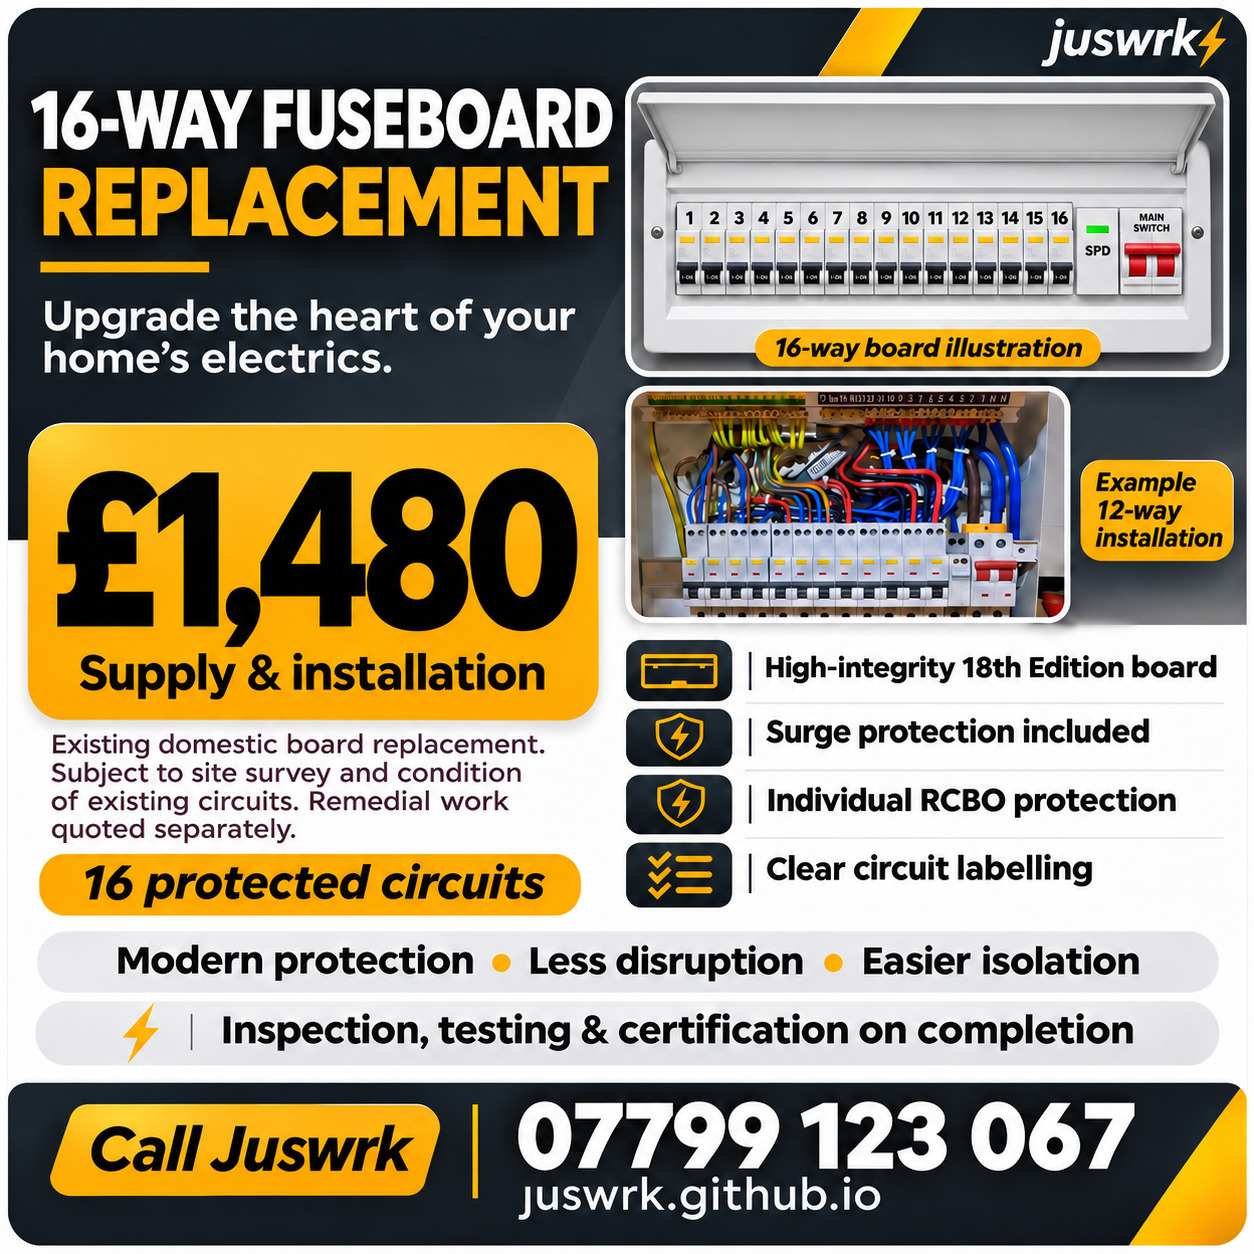 juswrk
16-WAY FUSEBOARD
REPLACEMENT
Upgrade the heart of your
home's electrics.
1 2 3 4 5 6 7 8 9 10 11 12 13 14 15 16
SPD
MAIN
SWITCH
16-way board illustration
£1,480
Supply & installation
Example
12-way
installation
Existing domestic board replacement.
Subject to site survey and condition
of existing circuits. Remedial work
quoted separately.
16 protected circuits
High-integrity 18th Edition board
Surge protection included
Individual RCBO protection
Clear circuit labelling
Modern protection • Less disruption • Easier isolation
Inspection, testing & certification on completion
Call Juswrk
07799 123 067
juswrk.github.io